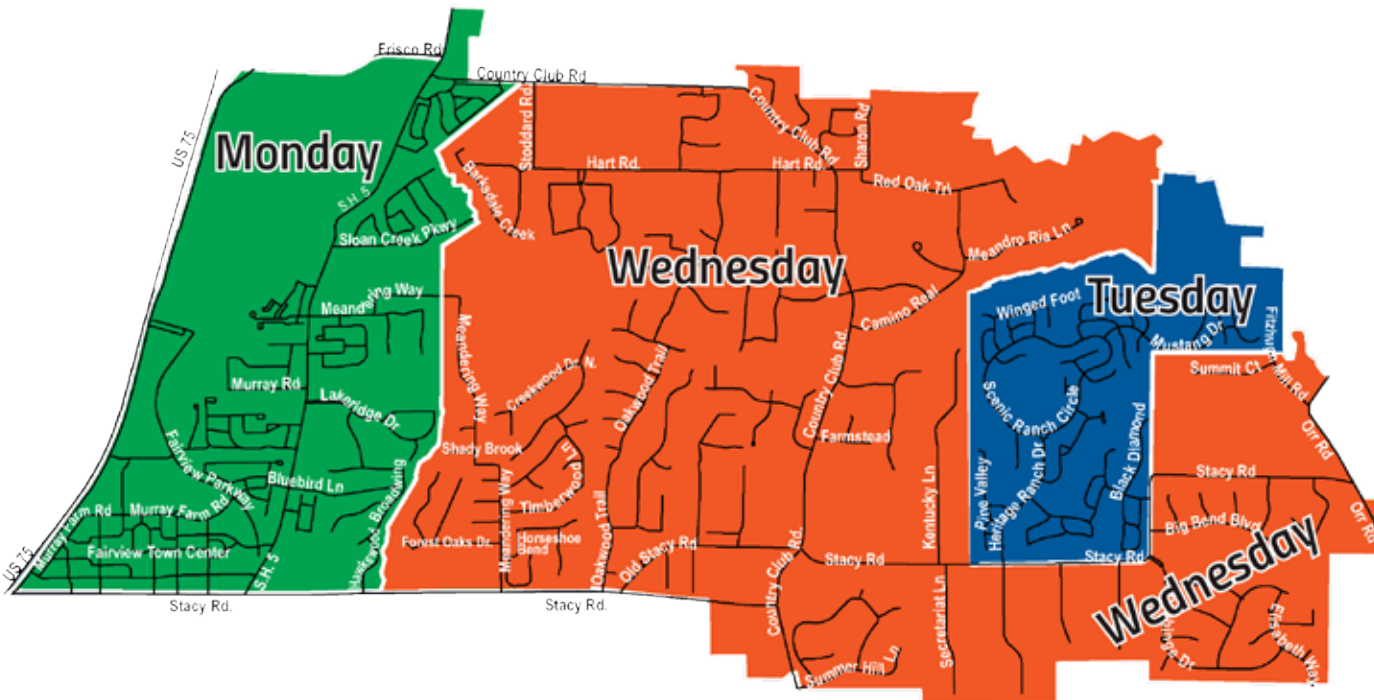 Frisco Rd
Country Club Rd
US 75
Monday
S.H. 5
Sloan Creek Pkwy
Stoddard Rd.
Barksdale Creek
Hart Rd.
Hart Rd.
Country Club Rd
Sharon Rd
Red Oak Trl
Meandro Ria Ln
Wednesday
Camino Real
Country Club Rd.
Meandering Way
Meandering Way
Murray Rd
Lakeridge Dr
Creekwood Dr. N.
Oakwood Trail
Shady Brook
Farmstead
Winged Foot
Tuesday
Mustang Dr
Fitzhugh Mill Rd
Summit Ct
Scenic Ranch Circle
Black Diamond
Orr Rd
Fairview Parkway
Bluebird Ln
Broadwing
Hawkswood
Meandering Way
Timberwood Ln
Kentucky Ln
Pine Valley
Heritage Ranch Dr
Stacy Rd
Murray Farm Rd
Murray Farm Rd
Fairview Town Center
US 75
S.H. 5
Forest Oaks Dr.
Horseshoe
Bend
Oakwood Trail
Old Stacy Rd
Country Club Rd.
Stacy Rd
Stacy Rd
Big Bend Blvd
Orr Rd
Wednesday
Stacy Rd.
Stacy Rd.
Summer Hill Ln
Secretariat Ln
Elisabeth Way